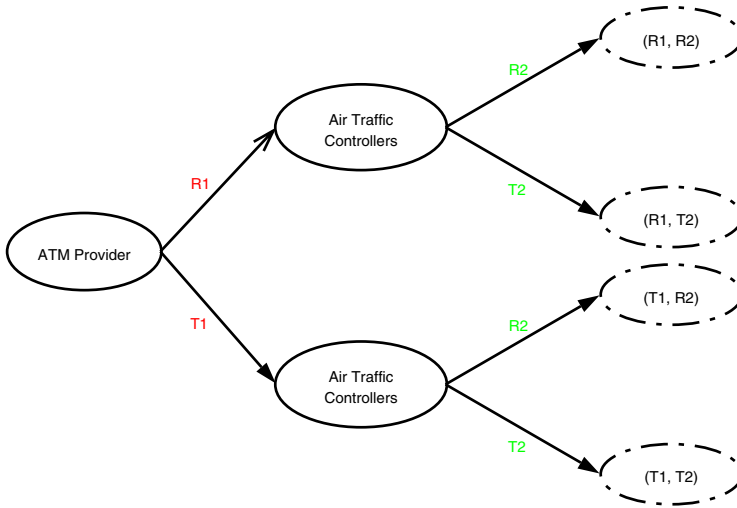 (R1, R2)
R2
Air Traffic
Controllers
R1
T2
(R1, T2)
ATM Provider
(T1, R2)
T1
R2
Air Traffic
Controllers
T2
(T1, T2)